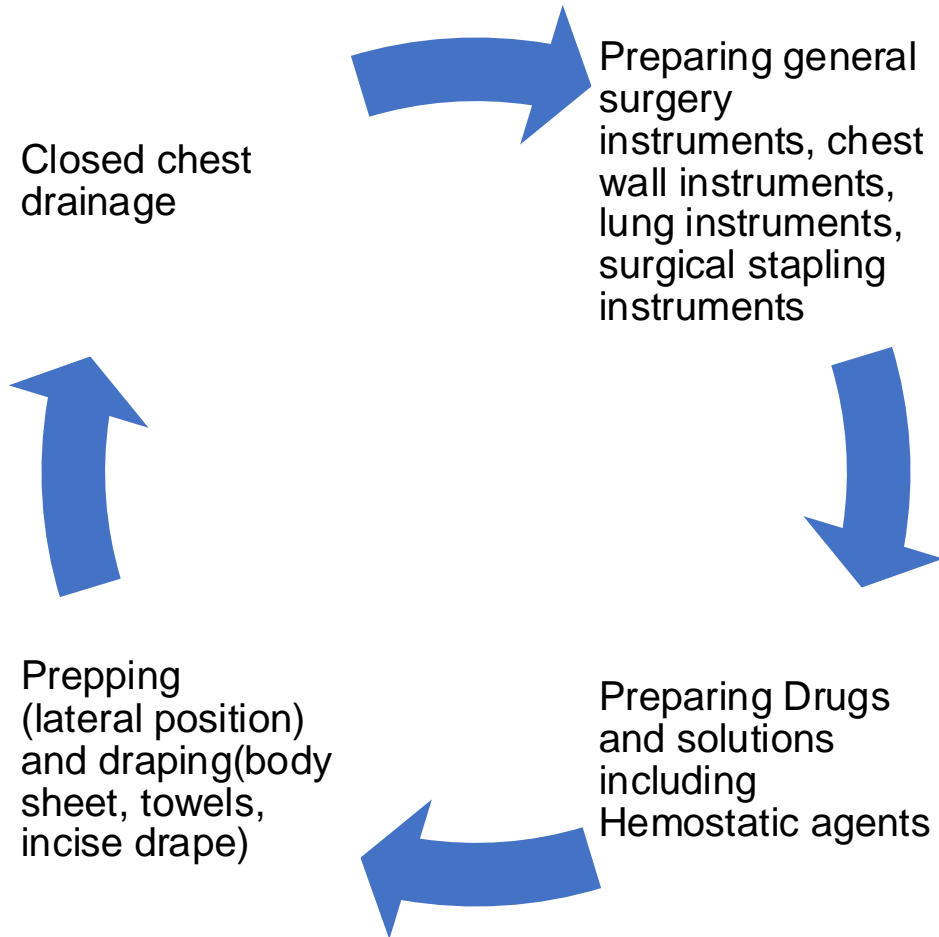 Closed chest
drainage
Preparing general
surgery
instruments, chest
wall instruments,
lung instruments,
surgical stapling
instruments
Prepping
(lateral position)
and draping(body
sheet, towels,
incise drape)
Preparing Drugs
and solutions
including
Hemostatic agents